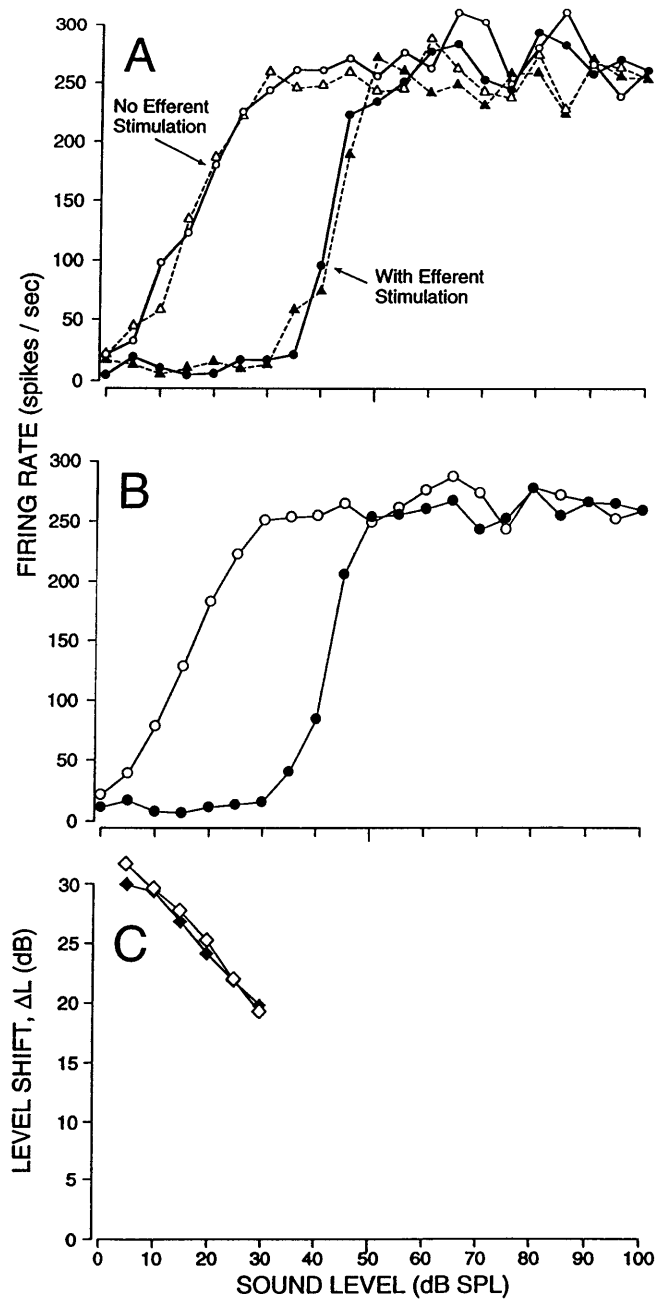 300
250
200
150
100
50
0
A
No Efferent
Stimulation
With Efferent
Stimulation
FIRING RATE (spikes / sec)
300
250
200
150
100
50
0
B
30
25
20
15
10
5
0
C
LEVEL SHIFT, ΔL (dB)
0 10 20 30 40 50 60 70 80 90 100
SOUND LEVEL (dB SPL)